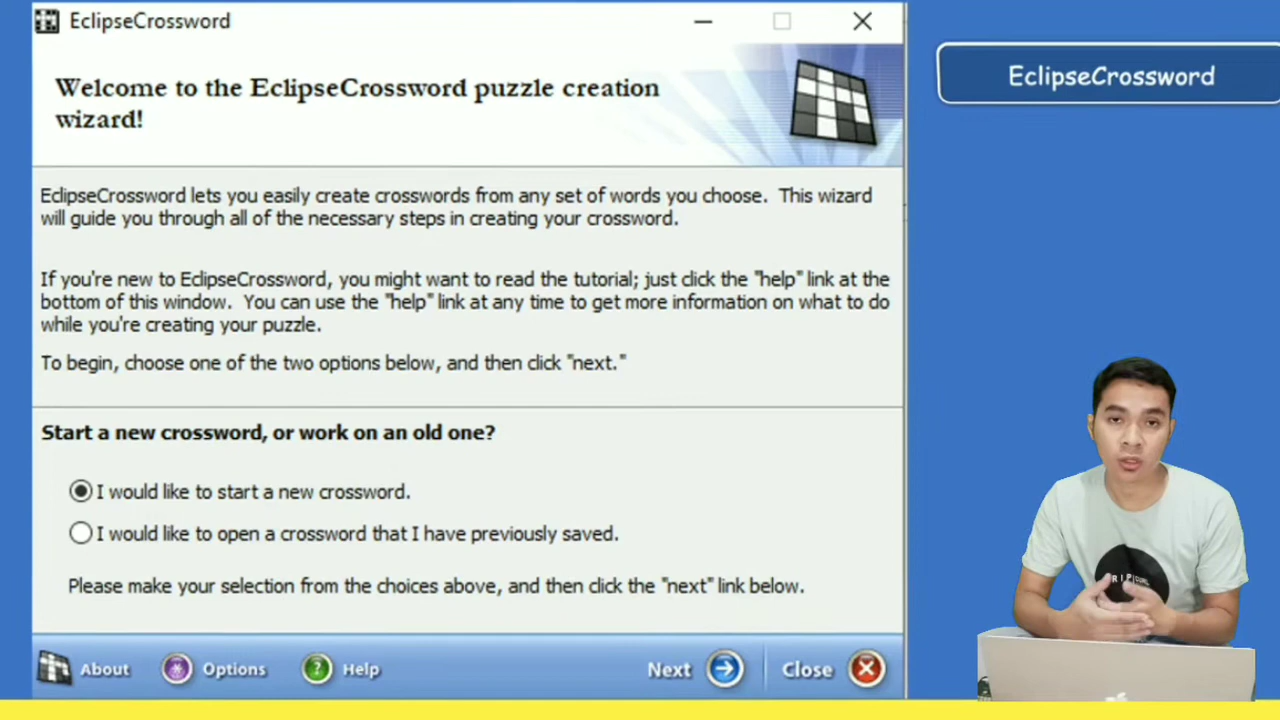 EclipseCrossword
EclipseCrossword
Welcome to the EclipseCrossword puzzle creation
wizard!
EclipseCrossword lets you easily create crosswords from any set of words you choose.  This wizard
will guide you through all of the necessary steps in creating your crossword.
If you're new to EclipseCrossword, you might want to read the tutorial; just click the "help" link at the
bottom of this window.  You can use the "help" link at any time to get more information on what to do
while you're creating your puzzle.
To begin, choose one of the two options below, and then click "next."
Start a new crossword, or work on an old one?
I would like to start a new crossword.
I would like to open a crossword that I have previously saved.
Please make your selection from the choices above, and then click the "next" link below.
About Options Help Next Close